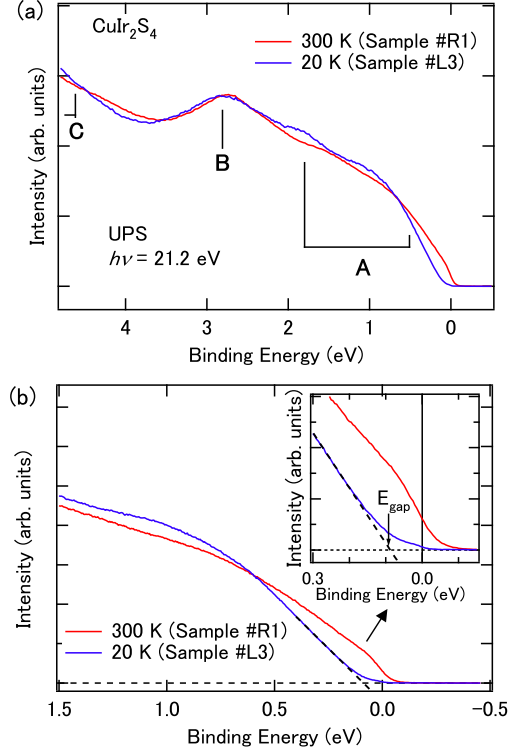 (a)
CuIr₂S₄
300 K (Sample #R1)
20 K (Sample #L3)
C
B
A
UPS
hν = 21.2 eV
Intensity (arb. units)
4 3 2 1 0
Binding Energy (eV)
(b)
Intensity (arb. units)
E_gap
0.3 0.0
Binding Energy (eV)
Intensity (arb. units)
300 K (Sample #R1)
20 K (Sample #L3)
1.5 1.0 0.5 0.0 -0.5
Binding Energy (eV)